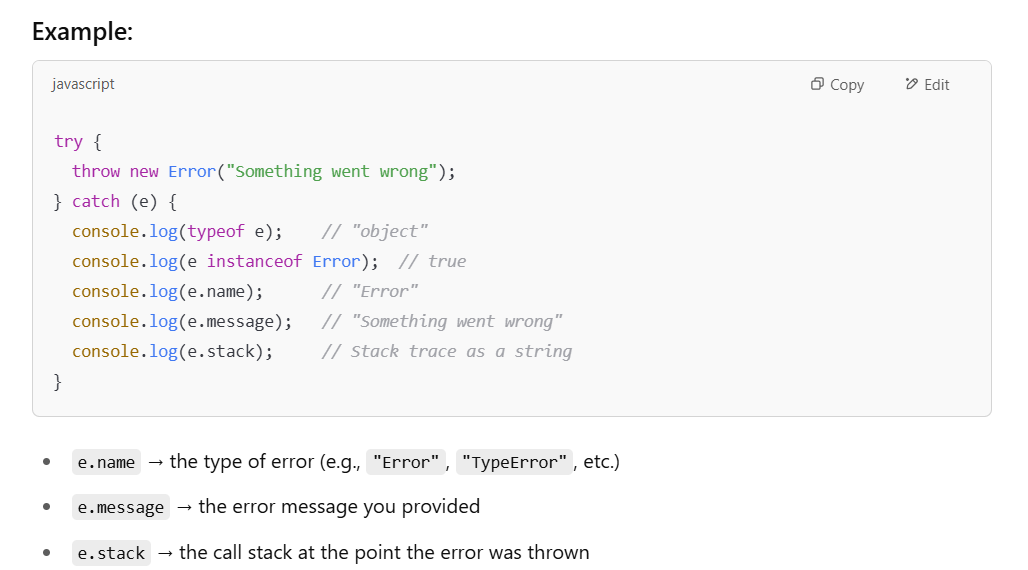 Example:
javascript
Copy
Edit
try {
  throw new Error("Something went wrong");
} catch (e) {
  console.log(typeof e);    // "object"
  console.log(e instanceof Error);  // true
  console.log(e.name);      // "Error"
  console.log(e.message);   // "Something went wrong"
  console.log(e.stack);     // Stack trace as a string
}
• e.name → the type of error (e.g., "Error", "TypeError", etc.)
• e.message → the error message you provided
• e.stack → the call stack at the point the error was thrown